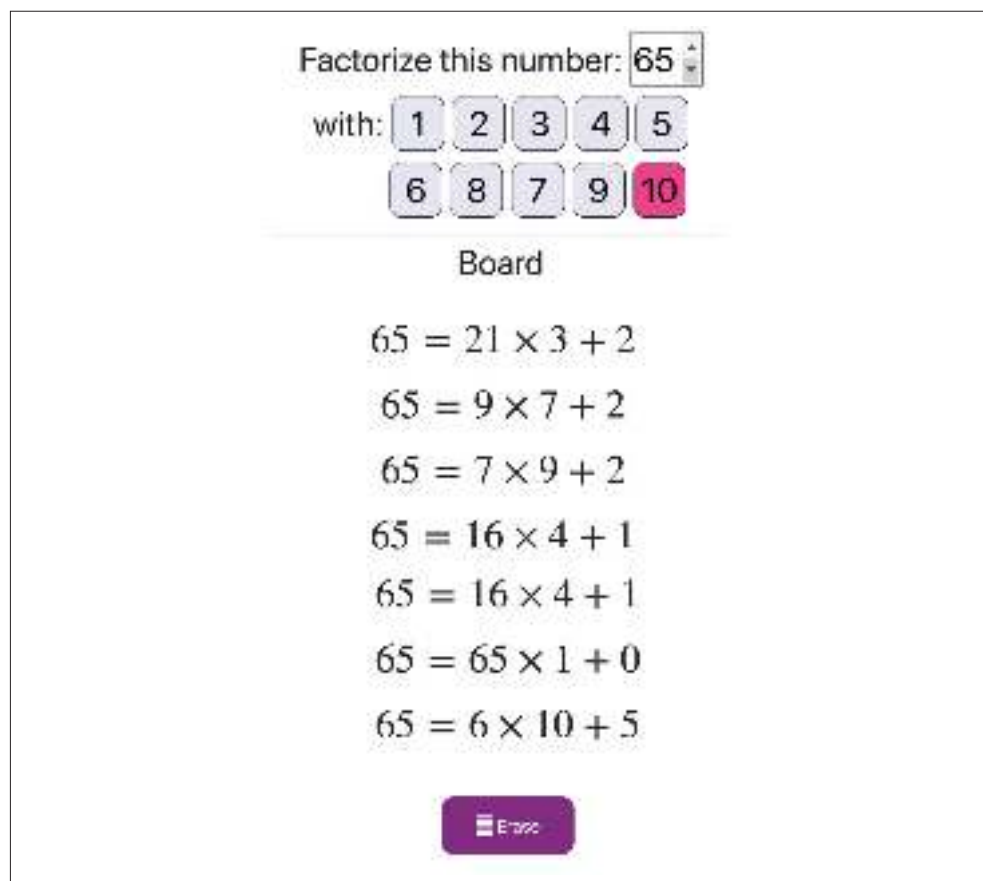 Factorize this number: 65
with: 1 2 3 4 5
6 8 7 9 10
Board
65 = 21 × 3 + 2
65 = 9 × 7 + 2
65 = 7 × 9 + 2
65 = 16 × 4 + 1
65 = 16 × 4 + 1
65 = 65 × 1 + 0
65 = 6 × 10 + 5
Erase